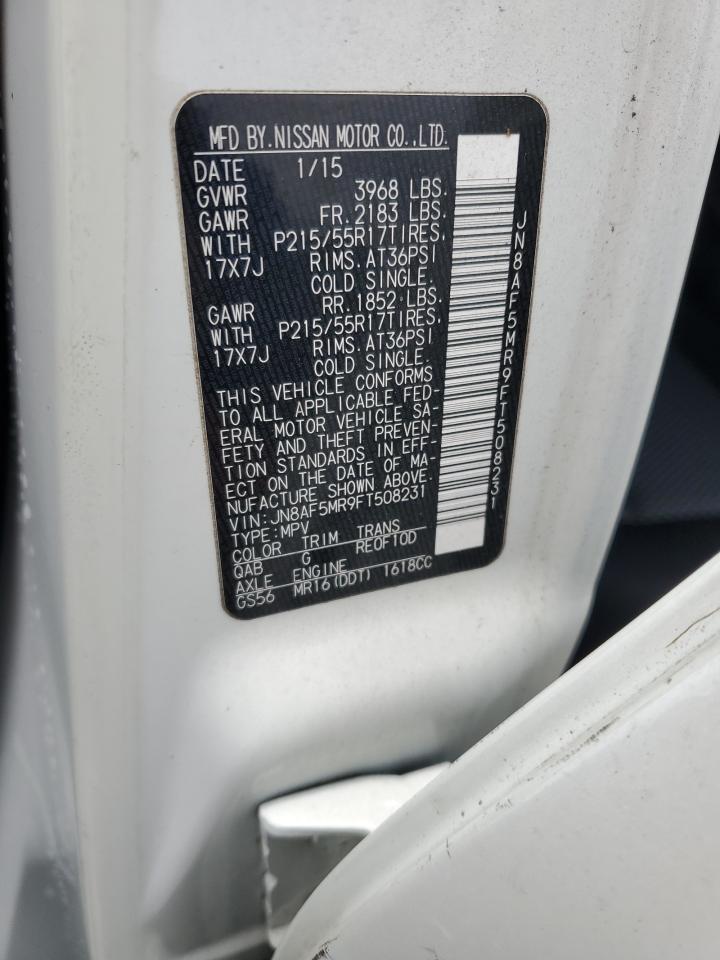 MFD BY.NISSAN MOTOR CO.,LTD.
DATE 1/15
GVWR 3968 LBS.
GAWR FR.2183 LBS.
WITH P215/55R17TIRES,
17X7J RIMS.AT36PSI
COLD SINGLE.
GAWR RR.1852 LBS.
WITH P215/55R17TIRES,
17X7J RIMS.AT36PSI
COLD SINGLE.
THIS VEHICLE CONFORMS
TO ALL APPLICABLE FED-
ERAL MOTOR VEHICLE SA-
FETY AND THEFT PREVEN-
TION STANDARDS IN EFF-
ECT ON THE DATE OF MA-
NUFACTURE SHOWN ABOVE.
VIN:JN8AF5MR9FT508231
TYPE:MPV
COLOR TRIM TRANS
QAB G RE0F10D
AXLE ENGINE
GS56 MR16(DDT) 1618CC
JN8AF5MR9FT508231